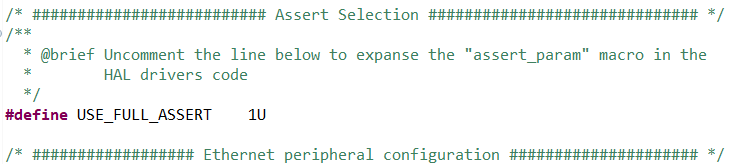 /* ########################## Assert Selection ############################## */
/**
  * @brief Uncomment the line below to expanse the "assert_param" macro in the
  *        HAL drivers code
  */
#define USE_FULL_ASSERT    1U
/* ################## Ethernet peripheral configuration ##################### */